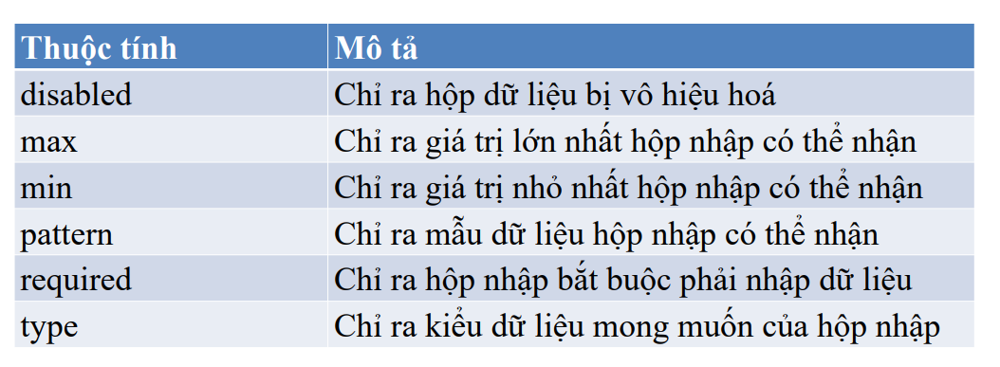 Thuộc tính Mô tả
disabled Chỉ ra hộp dữ liệu bị vô hiệu hoá
max Chỉ ra giá trị lớn nhất hộp nhập có thể nhận
min Chỉ ra giá trị nhỏ nhất hộp nhập có thể nhận
pattern Chỉ ra mẫu dữ liệu hộp nhập có thể nhận
required Chỉ ra hộp nhập bắt buộc phải nhập dữ liệu
type Chỉ ra kiểu dữ liệu mong muốn của hộp nhập